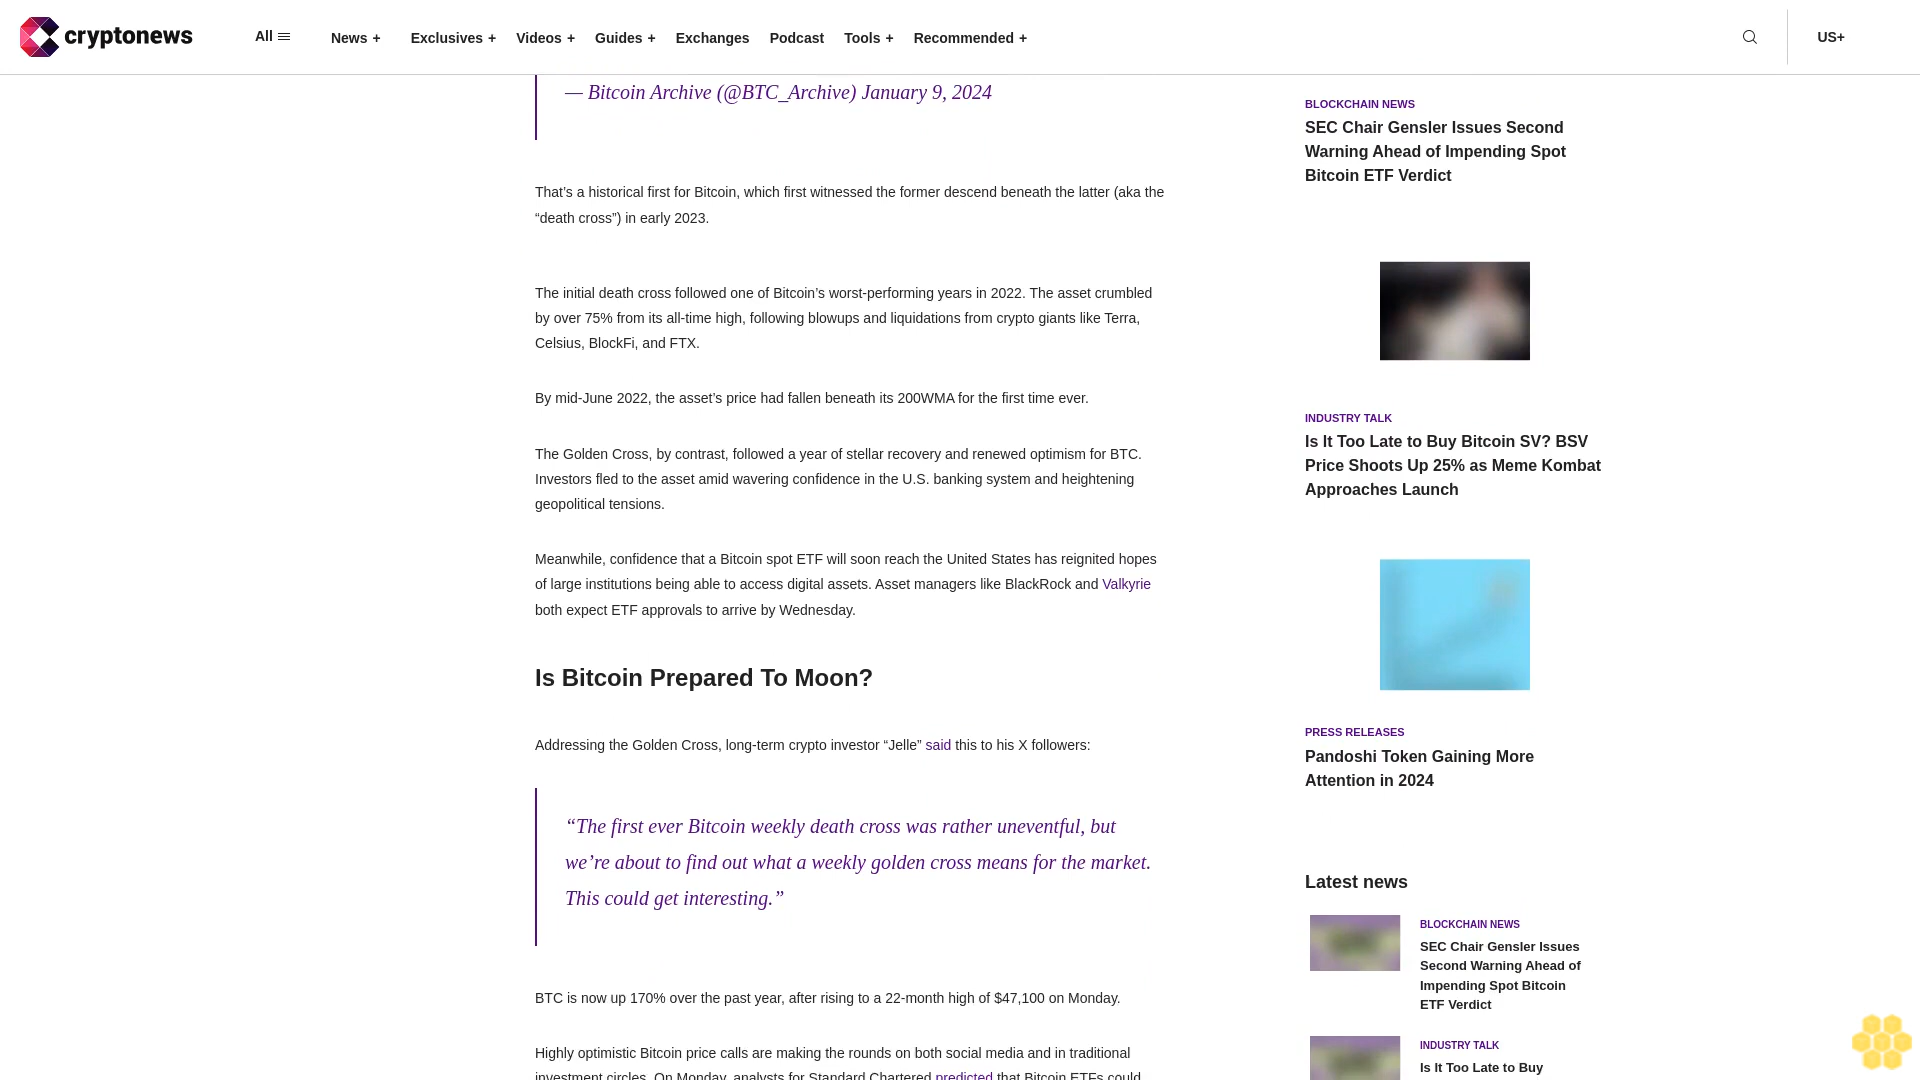 cryptonews
All
News +
Exclusives +
Videos +
Guides +
Exchanges
Podcast
Tools +
Recommended +
US+
— Bitcoin Archive (@BTC_Archive) January 9, 2024
That’s a historical first for Bitcoin, which first witnessed the former descend beneath the latter (aka the
“death cross”) in early 2023.
The initial death cross followed one of Bitcoin’s worst-performing years in 2022. The asset crumbled
by over 75% from its all-time high, following blowups and liquidations from crypto giants like Terra,
Celsius, BlockFi, and FTX.
By mid-June 2022, the asset’s price had fallen beneath its 200WMA for the first time ever.
The Golden Cross, by contrast, followed a year of stellar recovery and renewed optimism for BTC.
Investors fled to the asset amid wavering confidence in the U.S. banking system and heightening
geopolitical tensions.
Meanwhile, confidence that a Bitcoin spot ETF will soon reach the United States has reignited hopes
of large institutions being able to access digital assets. Asset managers like BlackRock and Valkyrie
both expect ETF approvals to arrive by Wednesday.
Is Bitcoin Prepared To Moon?
Addressing the Golden Cross, long-term crypto investor “Jelle” said this to his X followers:
“The first ever Bitcoin weekly death cross was rather uneventful, but
we’re about to find out what a weekly golden cross means for the market.
This could get interesting.”
BTC is now up 170% over the past year, after rising to a 22-month high of $47,100 on Monday.
Highly optimistic Bitcoin price calls are making the rounds on both social media and in traditional
investment circles. On Monday, analysts for Standard Chartered predicted that Bitcoin ETFs could
BLOCKCHAIN NEWS
SEC Chair Gensler Issues Second
Warning Ahead of Impending Spot
Bitcoin ETF Verdict
INDUSTRY TALK
Is It Too Late to Buy Bitcoin SV? BSV
Price Shoots Up 25% as Meme Kombat
Approaches Launch
PRESS RELEASES
Pandoshi Token Gaining More
Attention in 2024
Latest news
BLOCKCHAIN NEWS
SEC Chair Gensler Issues
Second Warning Ahead of
Impending Spot Bitcoin
ETF Verdict
INDUSTRY TALK
Is It Too Late to Buy